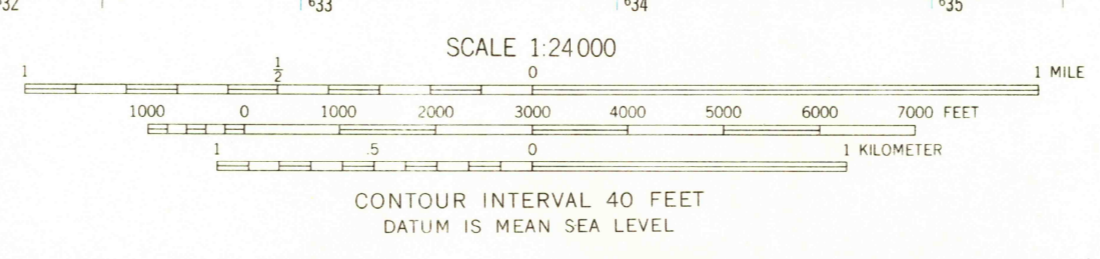 ⁶32 ⁶33 ⁶34 ⁶35
SCALE 1:24000
1 ½ 0 1 MILE
1000 0 1000 2000 3000 4000 5000 6000 7000 FEET
1 .5 0 1 KILOMETER
CONTOUR INTERVAL 40 FEET
DATUM IS MEAN SEA LEVEL